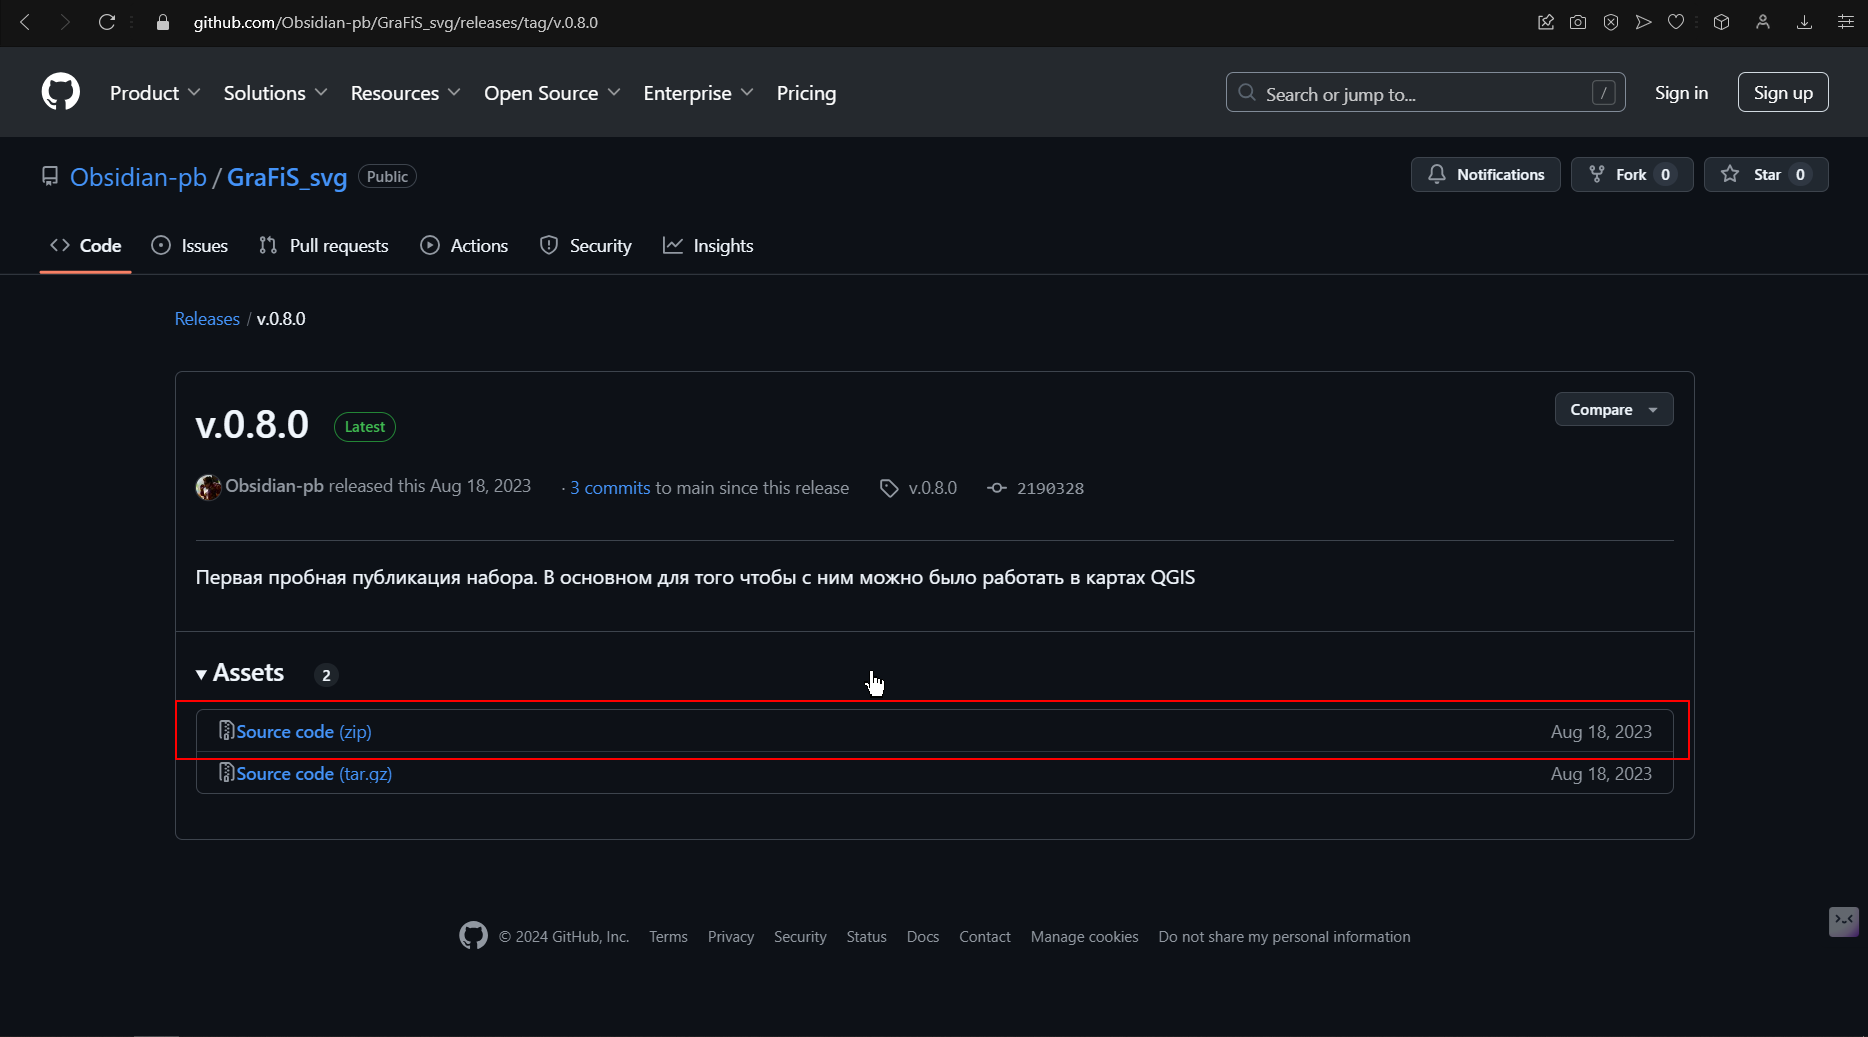 github.com/Obsidian-pb/GraFiS_svg/releases/tag/v.0.8.0
Product Solutions Resources Open Source Enterprise Pricing Search or jump to... / Sign in Sign up
Obsidian-pb / GraFiS_svg Public Notifications Fork 0 Star 0
Code Issues Pull requests Actions Security Insights
Releases / v.0.8.0
v.0.8.0 Latest Compare
Obsidian-pb released this Aug 18, 2023 · 3 commits to main since this release v.0.8.0 2190328
Первая пробная публикация набора. В основном для того чтобы с ним можно было работать в картах QGIS
Assets 2
Source code (zip) Aug 18, 2023
Source code (tar.gz) Aug 18, 2023
© 2024 GitHub, Inc. Terms Privacy Security Status Docs Contact Manage cookies Do not share my personal information